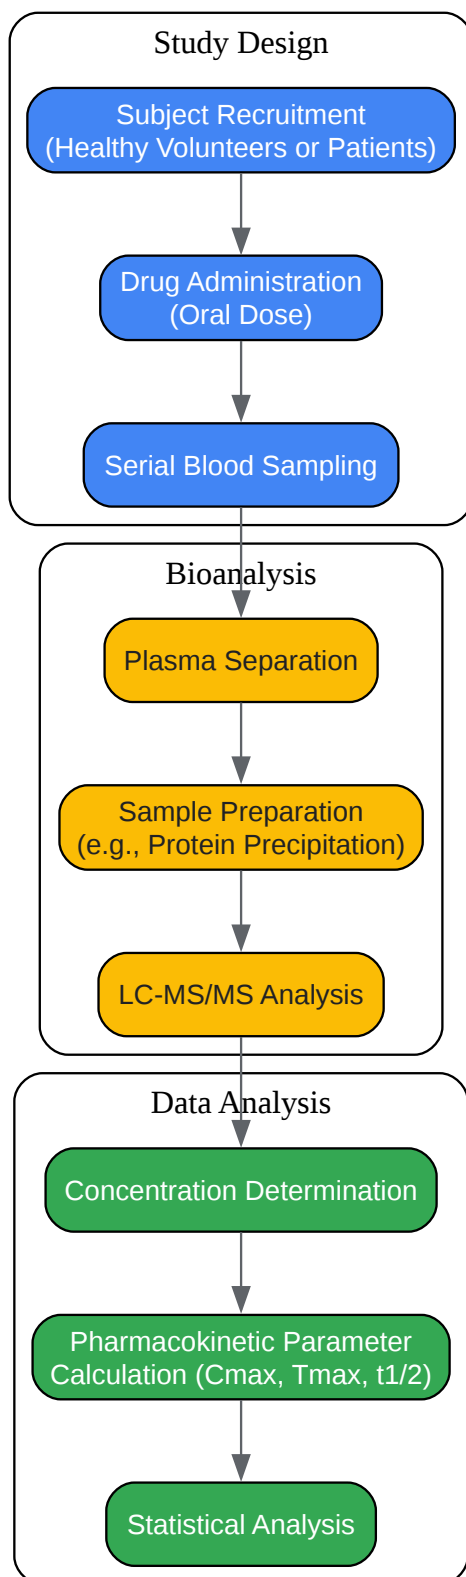 Study Design
Subject Recruitment
(Healthy Volunteers or Patients)
Drug Administration
(Oral Dose)
Serial Blood Sampling
Bioanalysis
Plasma Separation
Sample Preparation
(e.g., Protein Precipitation)
LC-MS/MS Analysis
Data Analysis
Concentration Determination
Pharmacokinetic Parameter
Calculation (Cmax, Tmax, t1/2)
Statistical Analysis